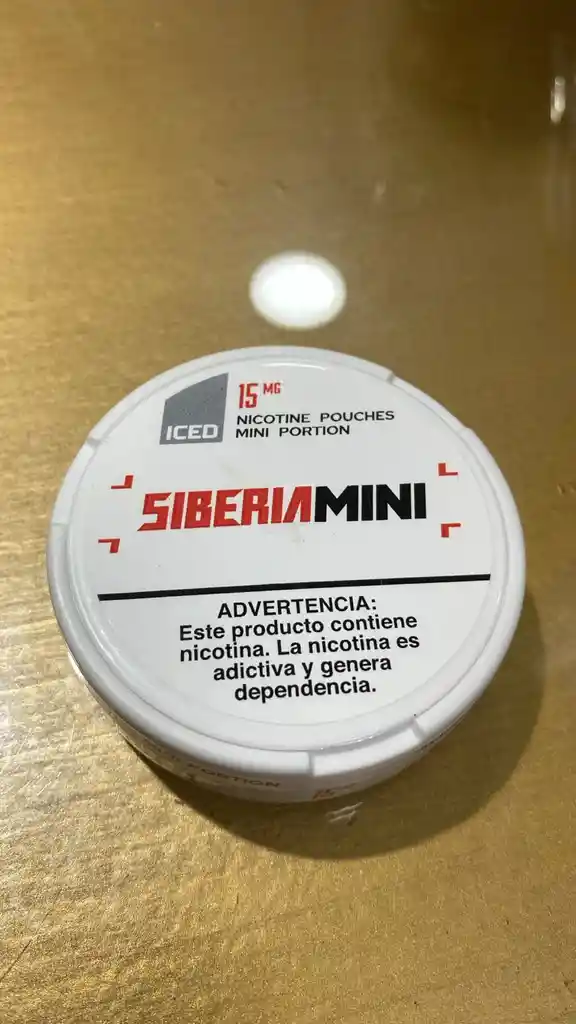 15 MG
NICOTINE POUCHES
MINI PORTION
ICED
SIBERIAMINI
ADVERTENCIA:
Este producto contiene
nicotina. La nicotina es
adictiva y genera
dependencia.
PORTION